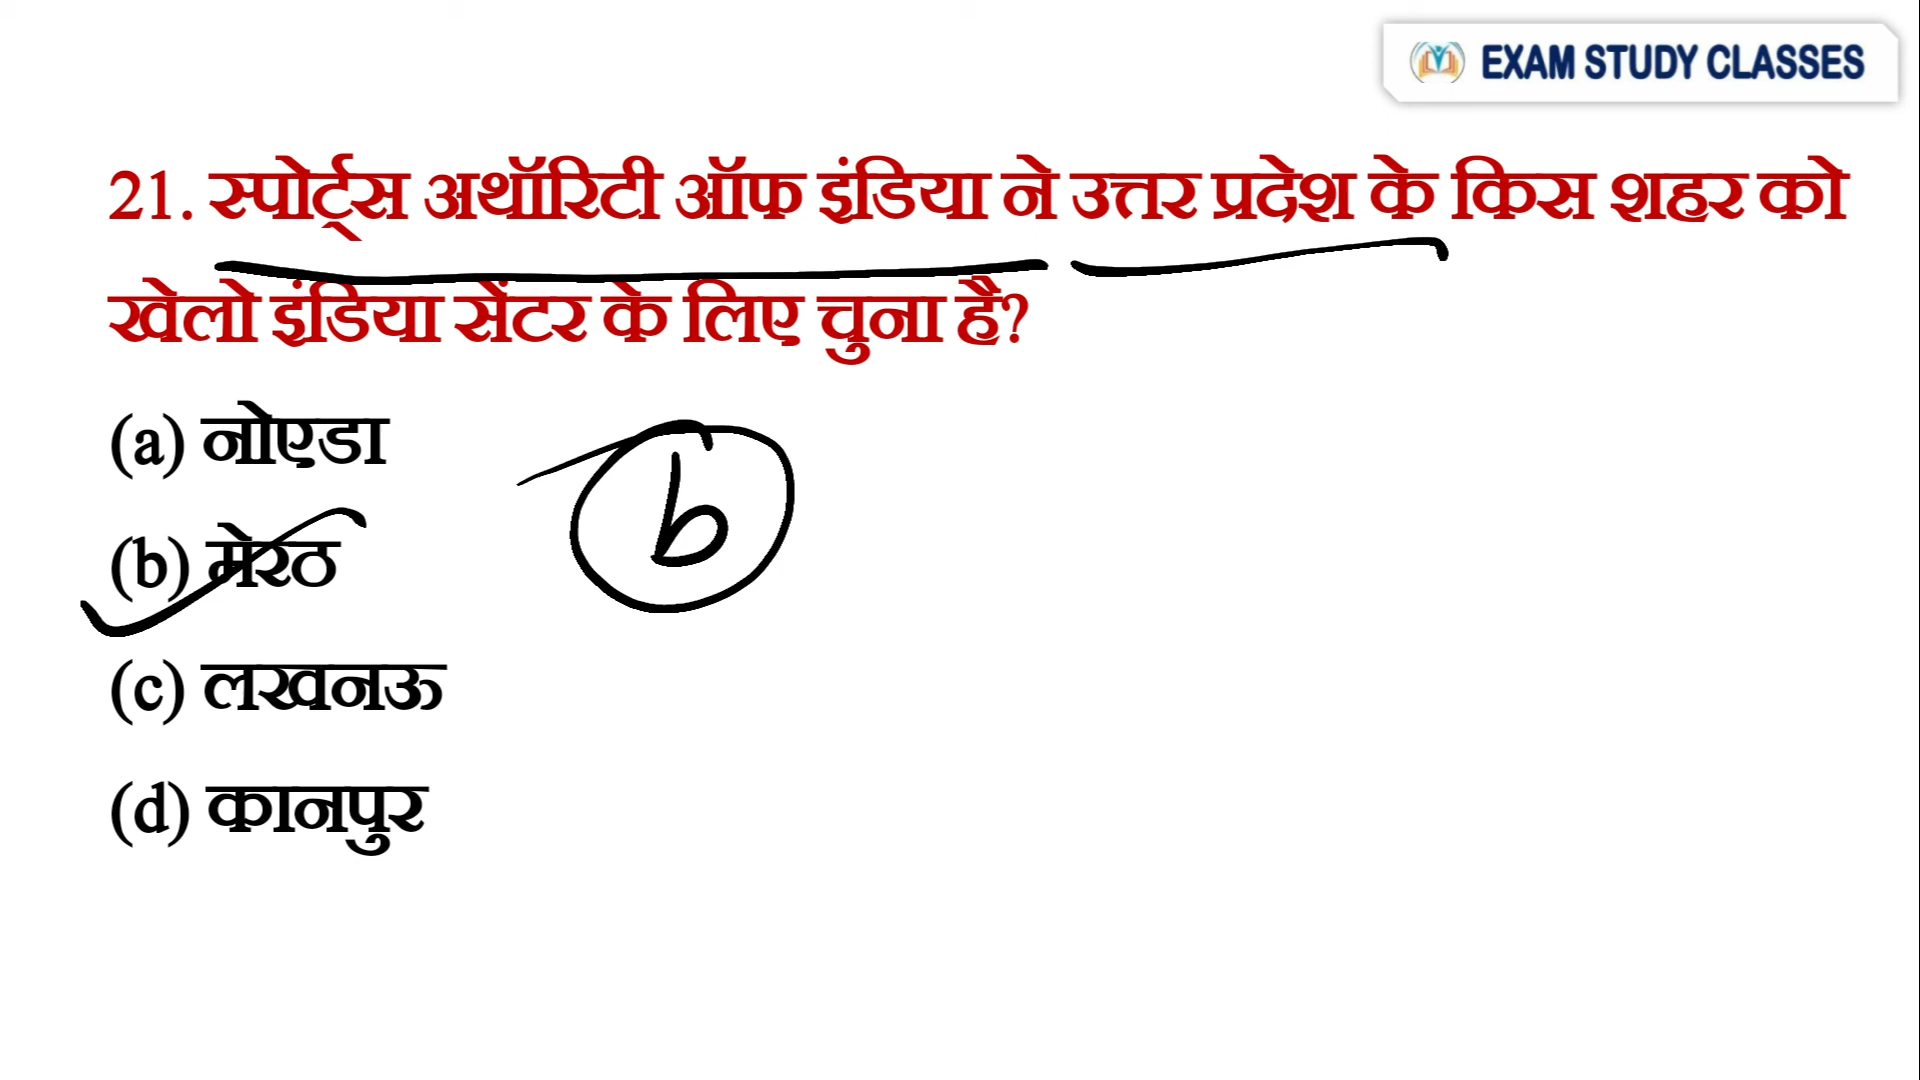 EXAM STUDY CLASSES
21. स्पोर्ट्स अथॉरिटी ऑफ इंडिया ने उत्तर प्रदेश के किस शहर को
खेलो इंडिया सेंटर के लिए चुना है?
(a) नोएडा
b
(b) मेरठ
(c) लखनऊ
(d) कानपुर